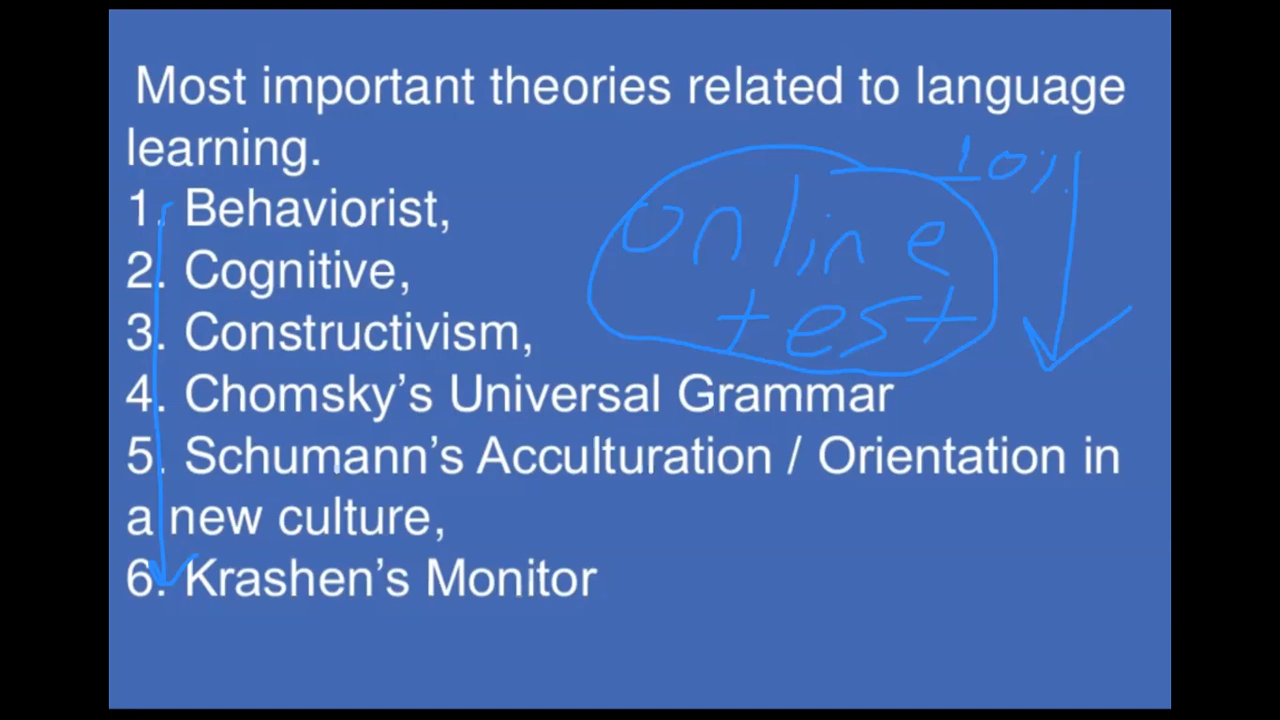 Most important theories related to language
learning.
1. Behaviorist,
2. Cognitive,
3. Constructivism,
4. Chomsky’s Universal Grammar
5. Schumann’s Acculturation / Orientation in
a new culture,
6. Krashen’s Monitor
10%
online
test